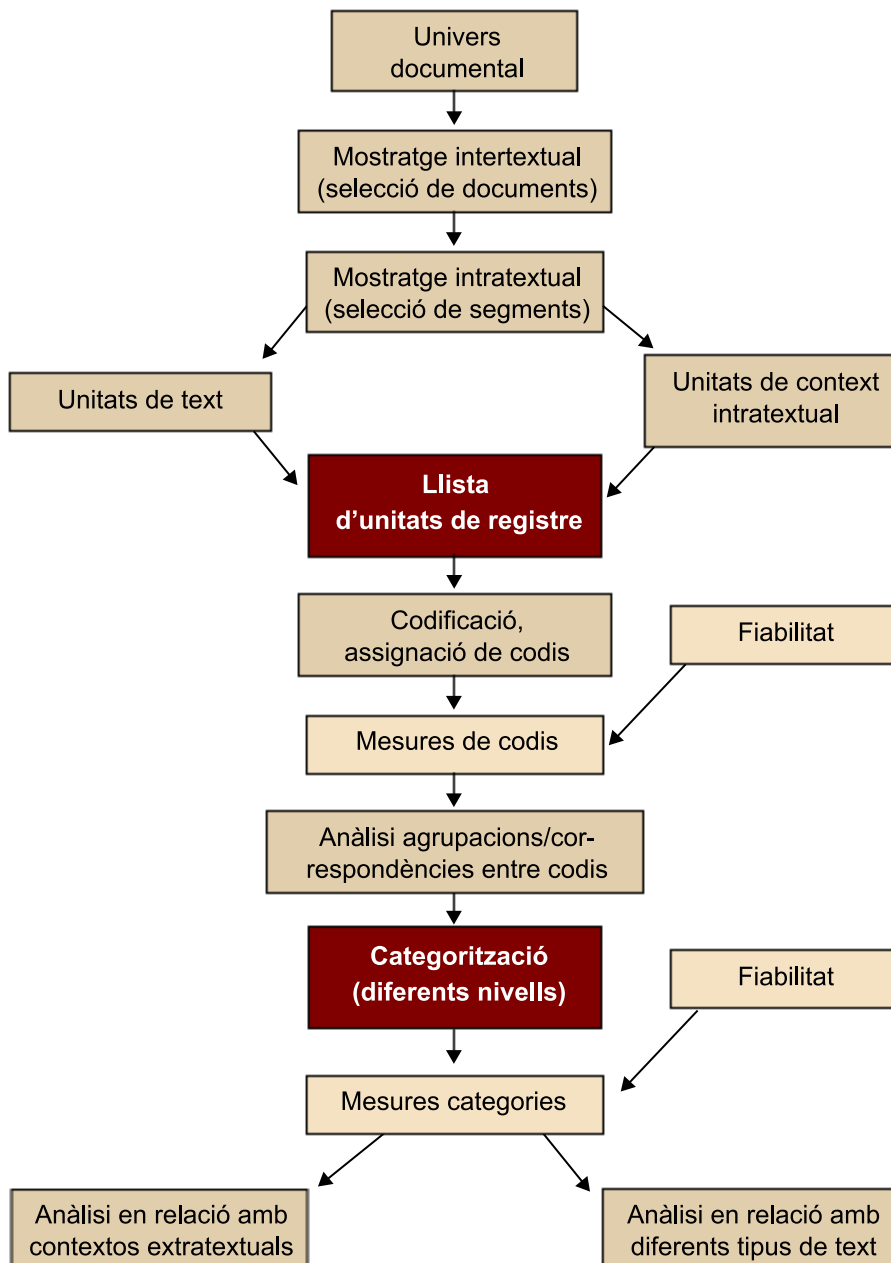 Univers
documental
Mostratge intertextual
(selecció de documents)
Mostratge intratextual
(selecció de segments)
Unitats de text
Unitats de context
intratextual
Llista
d’unitats de registre
Codificació,
assignació de codis
Fiabilitat
Mesures de codis
Anàlisi agrupacions/cor-
respondències entre codis
Categorització
(diferents nivells)
Fiabilitat
Mesures categories
Anàlisi en relació amb
contextos extratextuals
Anàlisi en relació amb
diferents tipus de text